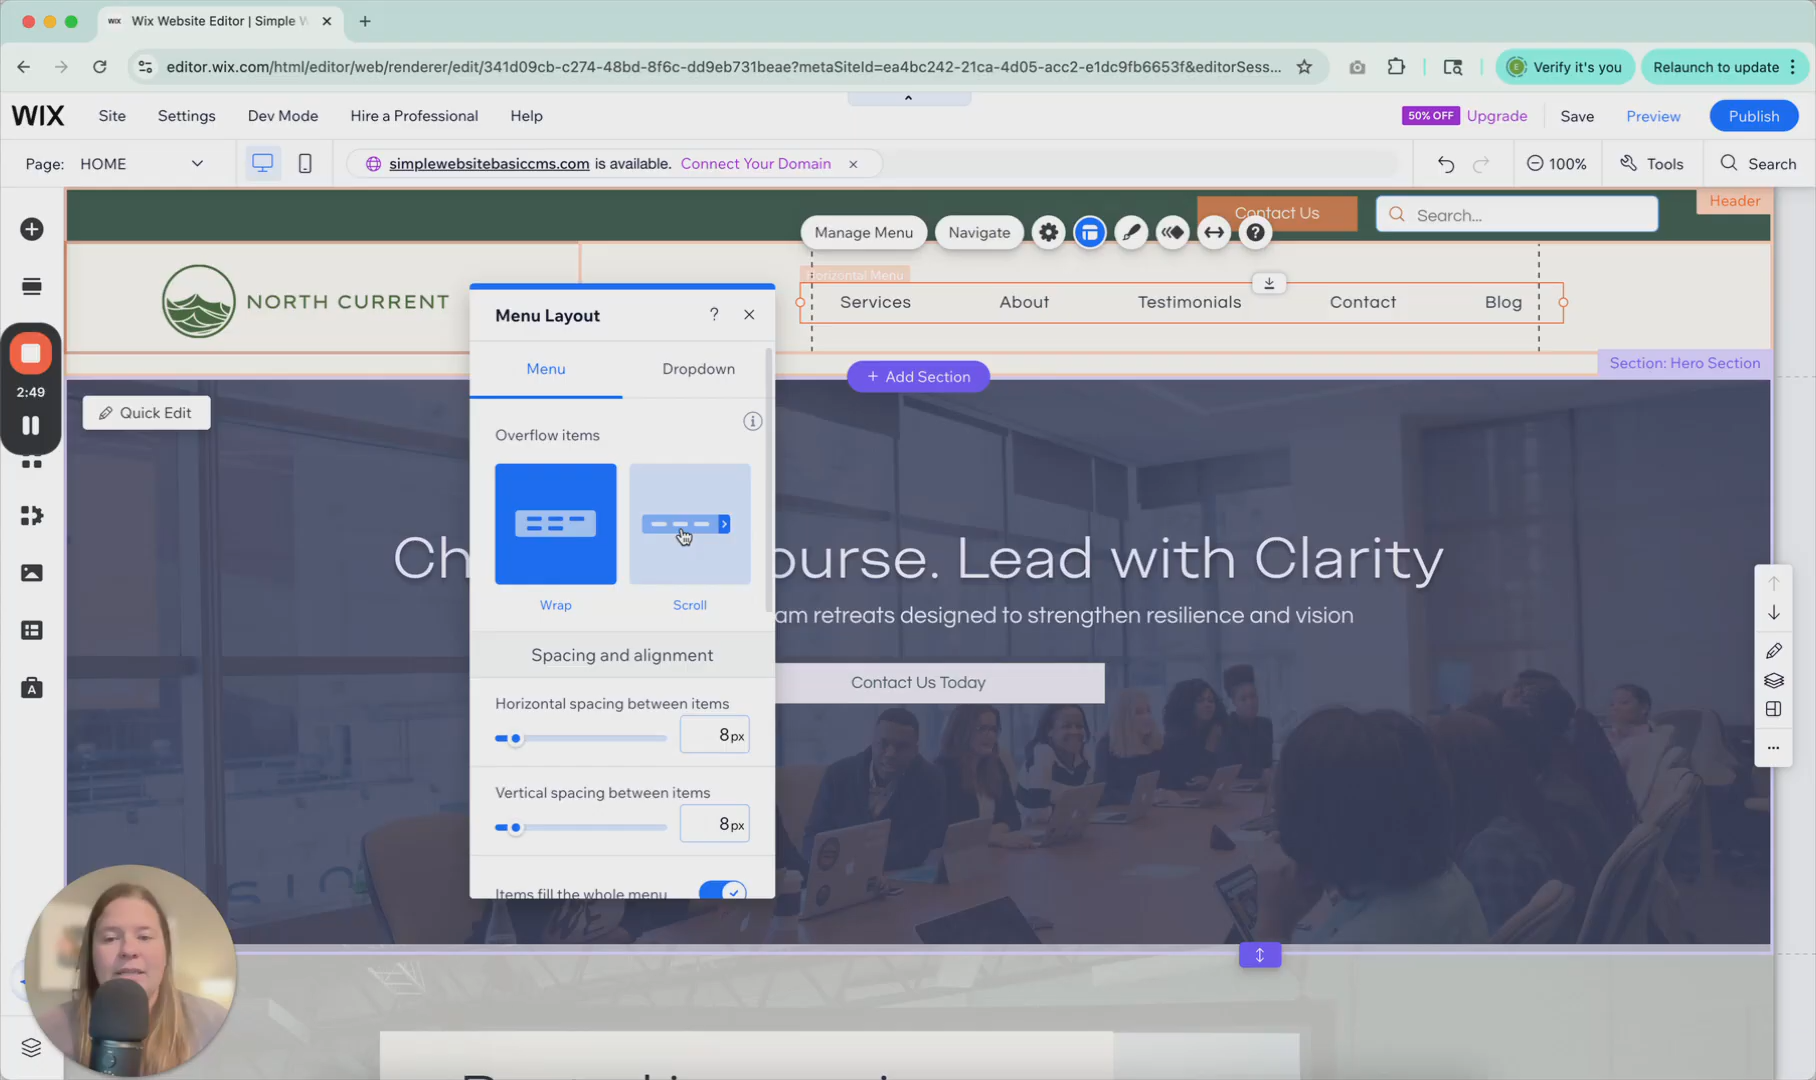 WIX Wix Website Editor | Simple W
editor.wix.com/html/editor/web/renderer/edit/341d09cb-c274-48bd-8f6c-dd9eb731beae?metaSiteId=ea4bc242-21ca-4d05-acc2-e1dc9fb6653f&editorSess...
E Verify it's you
Relaunch to update
WIX
Site
Settings
Dev Mode
Hire a Professional
Help
50% OFF Upgrade
Save
Preview
Publish
Page: HOME
simplewebsitebasiccms.com is available. Connect Your Domain
100%
Tools
Search
Contact Us
Search...
Header
Manage Menu
Navigate
Horizontal Menu
NORTH CURRENT
Services
About
Testimonials
Contact
Blog
Menu Layout
Menu
Dropdown
+ Add Section
Section: Hero Section
2:49
Quick Edit
Overflow items
Wrap
Scroll
Ch
ourse. Lead with Clarity
am retreats designed to strengthen resilience and vision
Spacing and alignment
Contact Us Today
Horizontal spacing between items
8px
Vertical spacing between items
8px
Items fill the whole menu